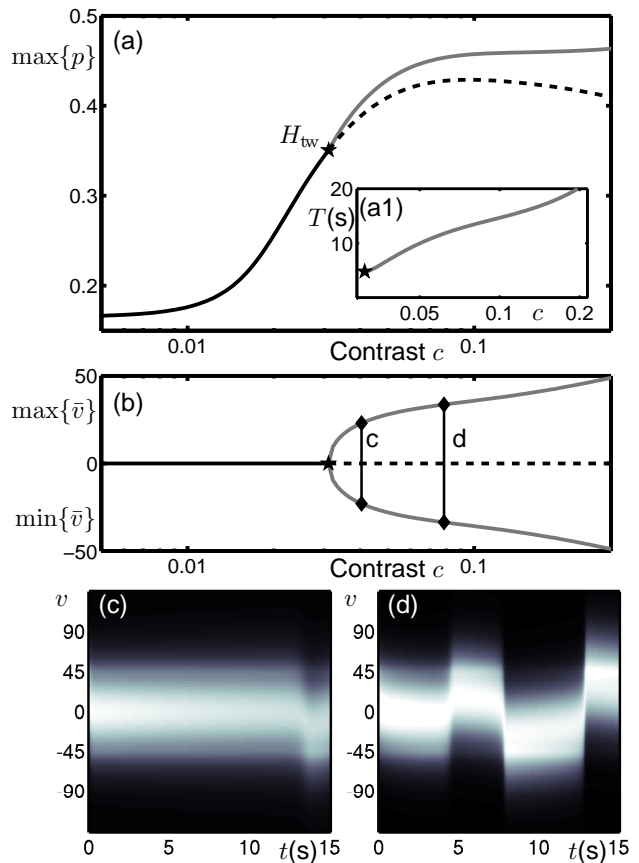 0.5
(a)
max{p}
0.4
H_tw
0.3
0.2
20
(a1)
T(s)
10
0.05
0.1
c
0.2
0.01
Contrast c
0.1
50
(b)
max{v̄}
c
d
0
min{v̄}
−50
0.01
Contrast c
0.1
v
(c)
90
45
0
-45
-90
0
5
10
t(s)
15
v
(d)
90
45
0
-45
-90
0
5
10
t(s)
15